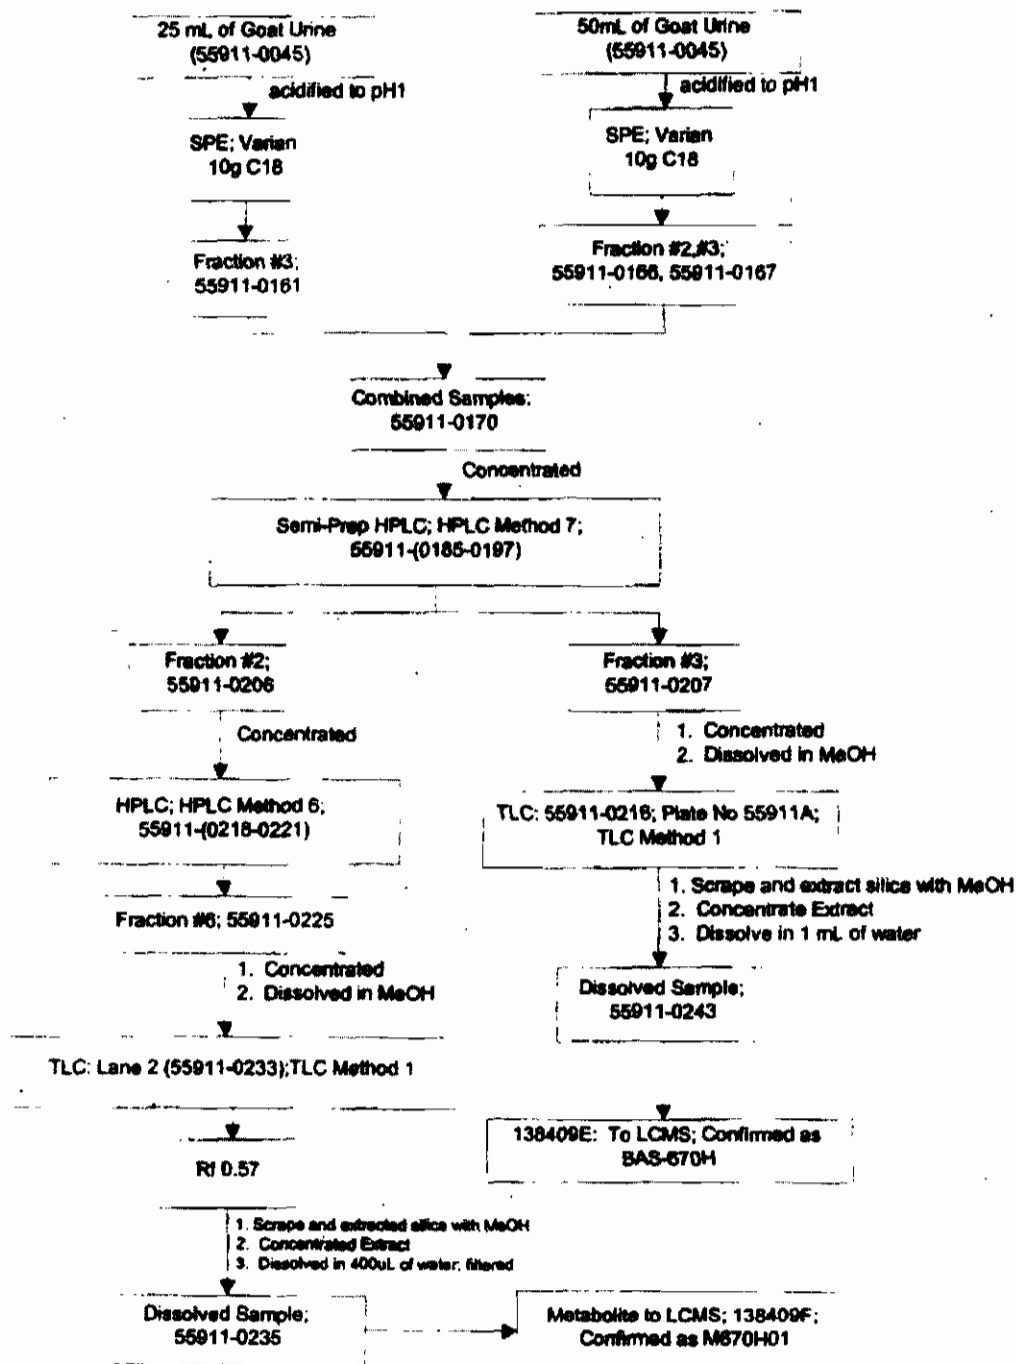 25 mL of Goat Urine
(55911-0045)
50mL of Goat Urine
(55911-0045)
acidified to pH1
acidified to pH1
SPE; Varian
10g C18
SPE; Varian
10g C18
Fraction #3;
55911-0161
Fraction #2,#3;
55911-0166, 55911-0167
Combined Samples;
55911-0170
Concentrated
Semi-Prep HPLC; HPLC Method 7;
55911-(0185-0197)
Fraction #2;
55911-0206
Fraction #3;
55911-0207
Concentrated
1. Concentrated
2. Dissolved in MeOH
HPLC; HPLC Method 6;
55911-(0218-0221)
TLC: 55911-0216; Plate No 55911A;
TLC Method 1
1. Scrape and extract silica with MeOH
2. Concentrate Extract
3. Dissolve in 1 mL of water
Fraction #6; 55911-0225
1. Concentrated
2. Dissolved in MeOH
Dissolved Sample;
55911-0243
TLC: Lane 2 (55911-0233);TLC Method 1
138409E: To LCMS; Confirmed as
BAS-670H
Rf 0.57
1. Scrape and extracted silica with MeOH
2. Concentrated Extract
3. Dissolved in 400uL of water, filtered
Dissolved Sample;
55911-0235
Metabolite to LCMS; 138409F;
Confirmed as M670H01